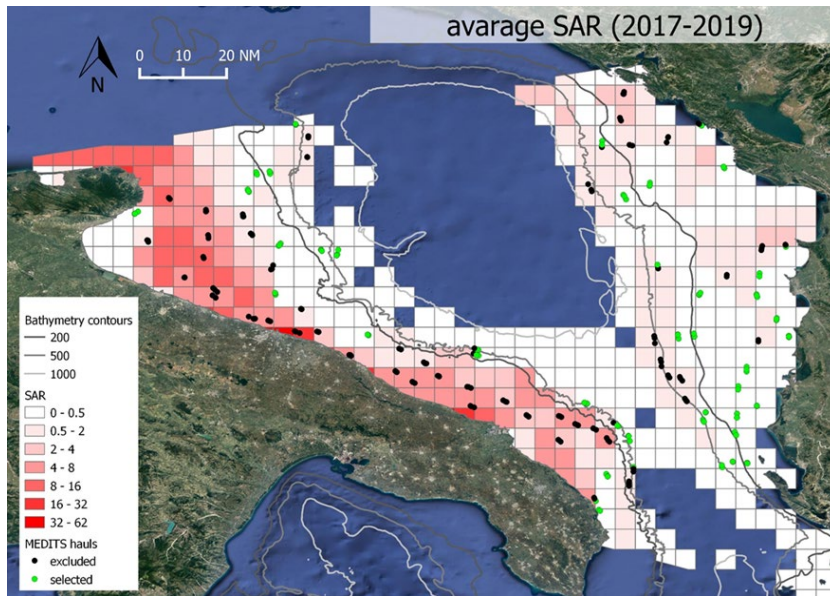 avarage SAR (2017-2019)
0 10 20 NM
N
Bathymetry contours
200
500
1000
SAR
0 - 0.5
0.5 - 2
2 - 4
4 - 8
8 - 16
16 - 32
32 - 62
MEDITS hauls
excluded
selected